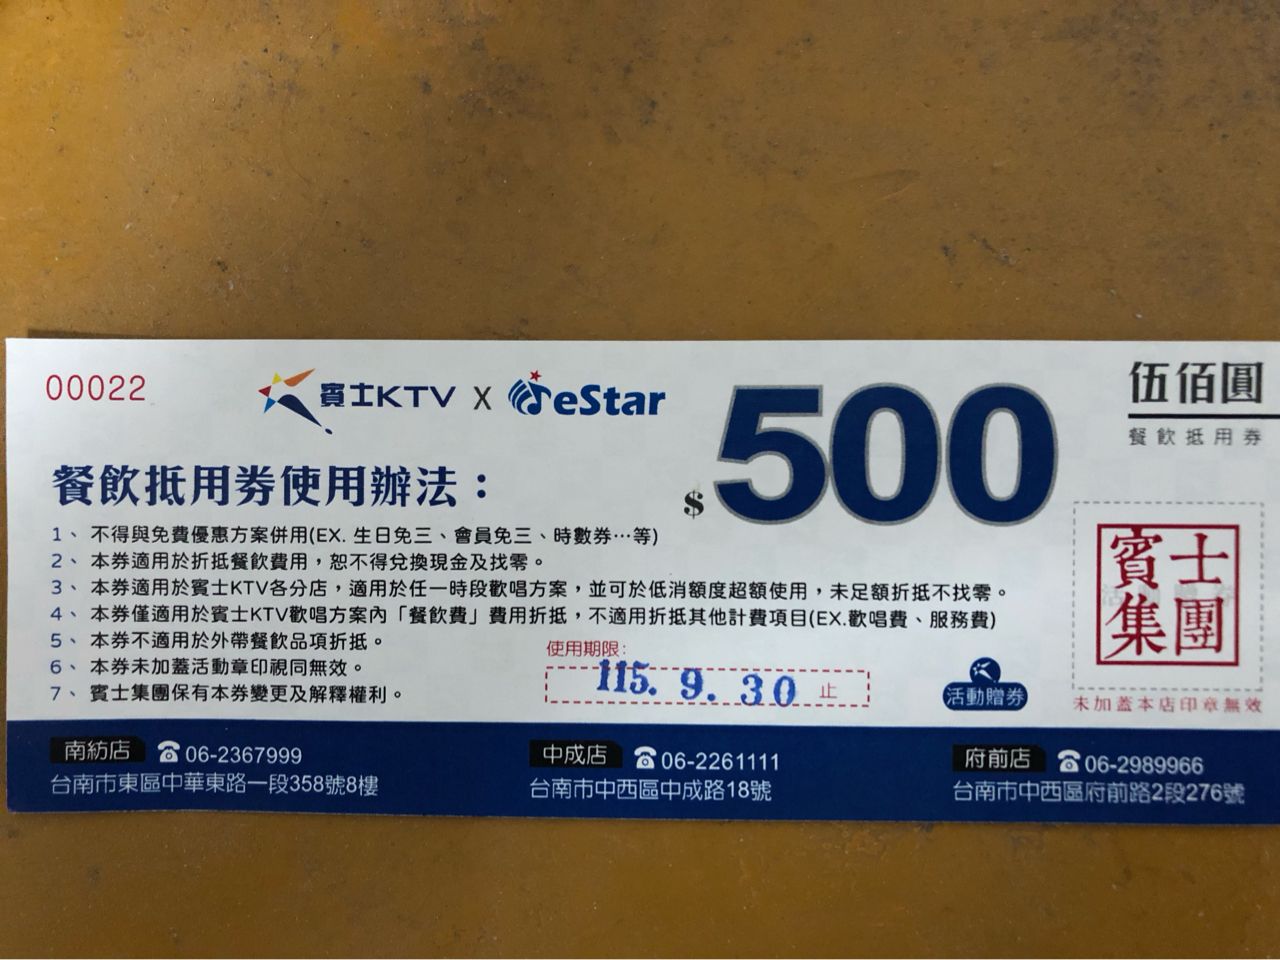 00022
賓士KTV X eStar
$500
伍佰圓
餐飲抵用券
餐飲抵用券使用辦法：
1、不得與免費優惠方案併用(EX. 生日免三、會員免三、時數券…等)
2、本券適用於折抵餐飲費用，恕不得兌換現金及找零。
3、本券適用於賓士KTV各分店，適用於任一時段歡唱方案，並可於低消額度超額使用，未足額折抵不找零。
4、本券僅適用於賓士KTV歡唱方案內「餐飲費」費用折抵，不適用折抵其他計費項目(EX.歡唱費、服務費)
5、本券不適用於外帶餐飲品項折抵。
6、本券未加蓋活動章印視同無效。
7、賓士集團保有本券變更及解釋權利。
使用期限:
115. 9. 30 止
活動贈券
賓士
集團
未加蓋本店印章無效
南紡店 ☎06-2367999
台南市東區中華東路一段358號8樓
中成店 ☎06-2261111
台南市中西區中成路18號
府前店 ☎06-2989966
台南市中西區府前路2段276號